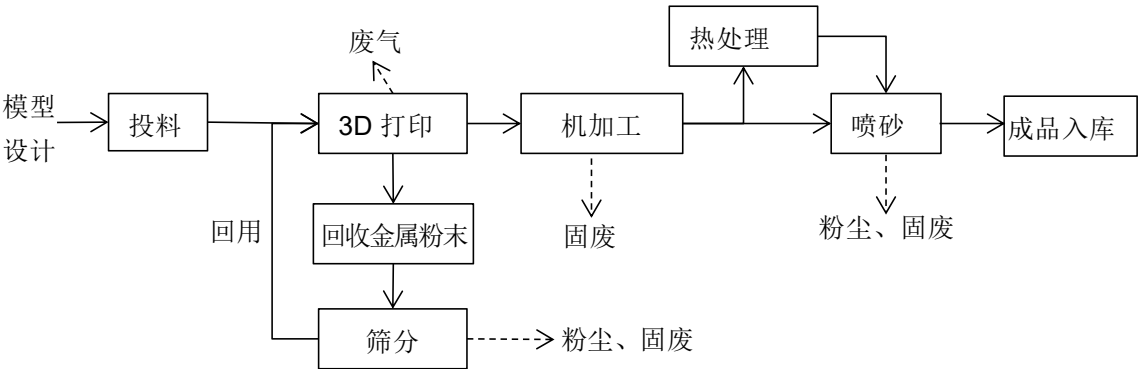 废气
热处理
模型
设计
投料
3D 打印
机加工
喷砂
成品入库
回用
回收金属粉末
固废
粉尘、固废
筛分
粉尘、固废